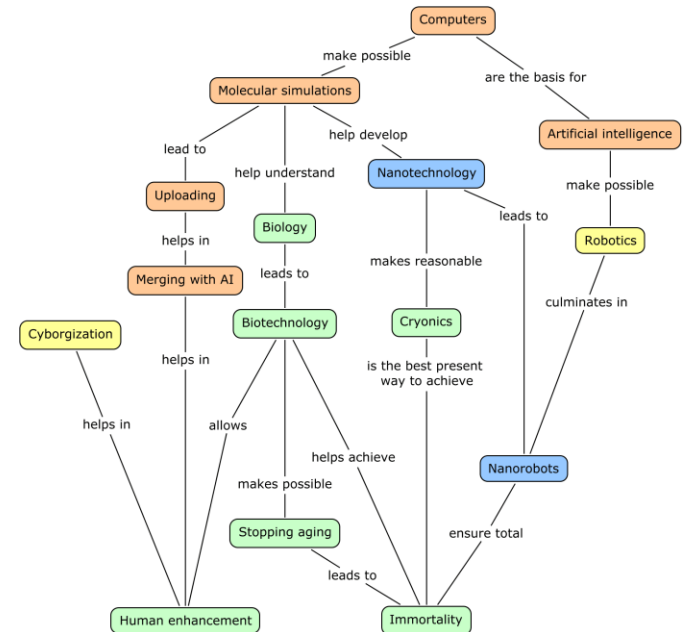 Computers
make possible
are the basis for
Molecular simulations
Artificial intelligence
help develop
lead to
help understand
Nanotechnology
make possible
Uploading
leads to
Biology
helps in
Robotics
makes reasonable
leads to
Merging with AI
culminates in
Biotechnology
Cryonics
Cyborgization
helps in
is the best present
way to achieve
helps in
allows
helps achieve
Nanorobots
makes possible
Stopping aging
ensure total
leads to
Human enhancement
Immortality